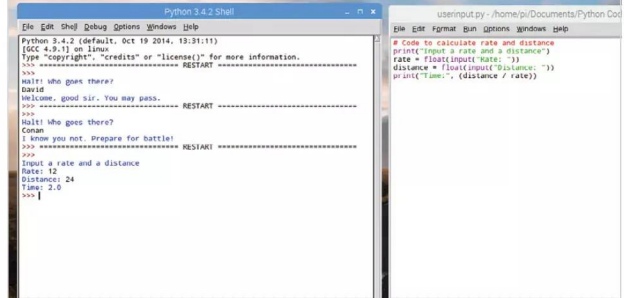 Python 3.4.2 Shell
File Edit Shell Debug Options Windows Help
Python 3.4.2 (default, Oct 19 2014, 13:31:11)
[GCC 4.9.1] on linux
Type "copyright", "credits" or "license()" for more information.
>>> ================================ RESTART ================================
>>>
Halt! Who goes there?
David
Welcome, good sir. You may pass.
>>> ================================ RESTART ================================
>>>
Halt! Who goes there?
Conan
I know you not. Prepare for battle!
>>> ================================ RESTART ================================
>>>
Input a rate and a distance
Rate: 12
Distance: 24
Time: 2.0
>>>
userinput.py - /home/pi/Documents/Python Cod
File Edit Format Run Options Windows Help
# Code to calculate rate and distance
print("Input a rate and a distance")
rate = float(input("Rate: "))
distance = float(input("Distance: "))
print("Time:", (distance / rate))